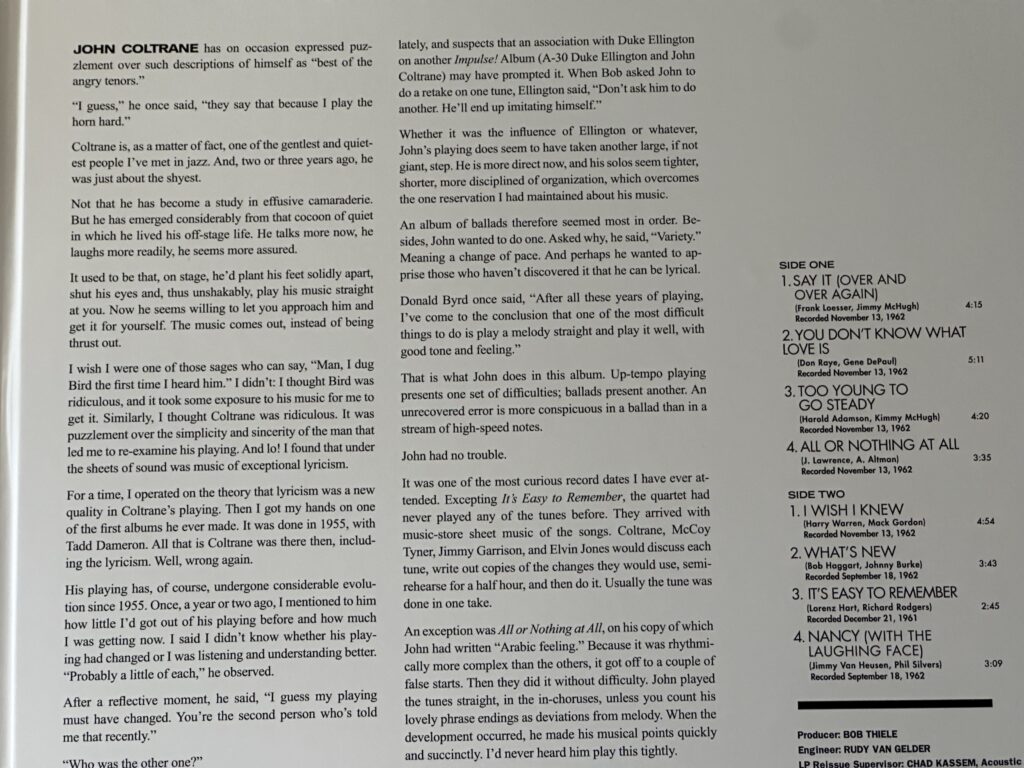 JOHN COLTRANE has on occasion expressed puz-
zlement over such descriptions of himself as “best of the
angry tenors.”
“I guess,” he once said, “they say that because I play the
horn hard.”
Coltrane is, as a matter of fact, one of the gentlest and quiet-
est people I’ve met in jazz. And, two or three years ago, he
was just about the shyest.
Not that he has become a study in effusive camaraderie.
But he has emerged considerably from that cocoon of quiet
in which he lived his off-stage life. He talks more now, he
laughs more readily, he seems more assured.
It used to be that, on stage, he’d plant his feet solidly apart,
shut his eyes and, thus unshakably, play his music straight
at you. Now he seems willing to let you approach him and
get it for yourself. The music comes out, instead of being
thrust out.
I wish I were one of those sages who can say, “Man, I dug
Bird the first time I heard him.” I didn’t: I thought Bird was
ridiculous, and it took some exposure to his music for me to
get it. Similarly, I thought Coltrane was ridiculous. It was
puzzlement over the simplicity and sincerity of the man that
led me to re-examine his playing. And lo! I found that under
the sheets of sound was music of exceptional lyricism.
For a time, I operated on the theory that lyricism was a new
quality in Coltrane’s playing. Then I got my hands on one
of the first albums he ever made. It was done in 1955, with
Tadd Dameron. All that is Coltrane was there then, includ-
ing the lyricism. Well, wrong again.
His playing has, of course, undergone considerable evolu-
tion since 1955. Once, a year or two ago, I mentioned to him
how little I’d got out of his playing before and how much
I was getting now. I said I didn’t know whether his play-
ing had changed or I was listening and understanding better.
“Probably a little of each,” he observed.
After a reflective moment, he said, “I guess my playing
must have changed. You’re the second person who’s told
me that recently.”
“Who was the other one?”
lately, and suspects that an association with Duke Ellington
on another Impulse! Album (A-30 Duke Ellington and John
Coltrane) may have prompted it. When Bob asked John to
do a retake on one tune, Ellington said, “Don’t ask him to do
another. He’ll end up imitating himself.”
Whether it was the influence of Ellington or whatever,
John’s playing does seem to have taken another large, if not
giant, step. He is more direct now, and his solos seem tighter,
shorter, more disciplined of organization, which overcomes
the one reservation I had maintained about his music.
An album of ballads therefore seemed most in order. Be-
sides, John wanted to do one. Asked why, he said, “Variety.”
Meaning a change of pace. And perhaps he wanted to ap-
prise those who haven’t discovered it that he can be lyrical.
Donald Byrd once said, “After all these years of playing,
I’ve come to the conclusion that one of the most difficult
things to do is play a melody straight and play it well, with
good tone and feeling.”
That is what John does in this album. Up-tempo playing
presents one set of difficulties; ballads present another. An
unrecovered error is more conspicuous in a ballad than in a
stream of high-speed notes.
John had no trouble.
It was one of the most curious record dates I have ever at-
tended. Excepting It’s Easy to Remember, the quartet had
never played any of the tunes before. They arrived with
music-store sheet music of the songs. Coltrane, McCoy
Tyner, Jimmy Garrison, and Elvin Jones would discuss each
tune, write out copies of the changes they would use, semi-
rehearse for a half hour, and then do it. Usually the tune was
done in one take.
An exception was All or Nothing at All, on his copy of which
John had written “Arabic feeling.” Because it was rhythmi-
cally more complex than the others, it got off to a couple of
false starts. Then they did it without difficulty. John played
the tunes straight, in the in-choruses, unless you count his
lovely phrase endings as deviations from melody. When the
development occurred, he made his musical points quickly
and succinctly. I’d never heard him play this tightly.
SIDE ONE
1. SAY IT (OVER AND
OVER AGAIN)
(Frank Loesser, Jimmy McHugh) 4:15
Recorded November 13, 1962
2. YOU DON’T KNOW WHAT
LOVE IS
(Don Raye, Gene DePaul) 5:11
Recorded November 13, 1962
3. TOO YOUNG TO
GO STEADY
(Harold Adamson, Kimmy McHugh) 4:20
Recorded November 13, 1962
4. ALL OR NOTHING AT ALL
(J. Lawrence, A. Altman) 3:35
Recorded November 13, 1962
SIDE TWO
1. I WISH I KNEW
(Harry Warren, Mack Gordon) 4:54
Recorded November 13, 1962
2. WHAT’S NEW
(Bob Haggart, Johnny Burke) 3:43
Recorded September 18, 1962
3. IT’S EASY TO REMEMBER
(Lorenz Hart, Richard Rodgers) 2:45
Recorded December 21, 1961
4. NANCY (WITH THE
LAUGHING FACE)
(Jimmy Van Heusen, Phil Silvers) 3:09
Recorded September 18, 1962
Producer: BOB THIELE
Engineer: RUDY VAN GELDER
LP Reissue Supervisor: CHAD KASSEM, Acoustic